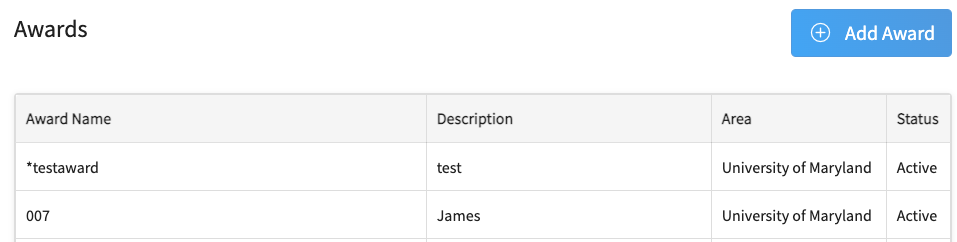 Awards
Add Award
Award Name Description Area Status
*testaward test University of Maryland Active
007 James University of Maryland Active